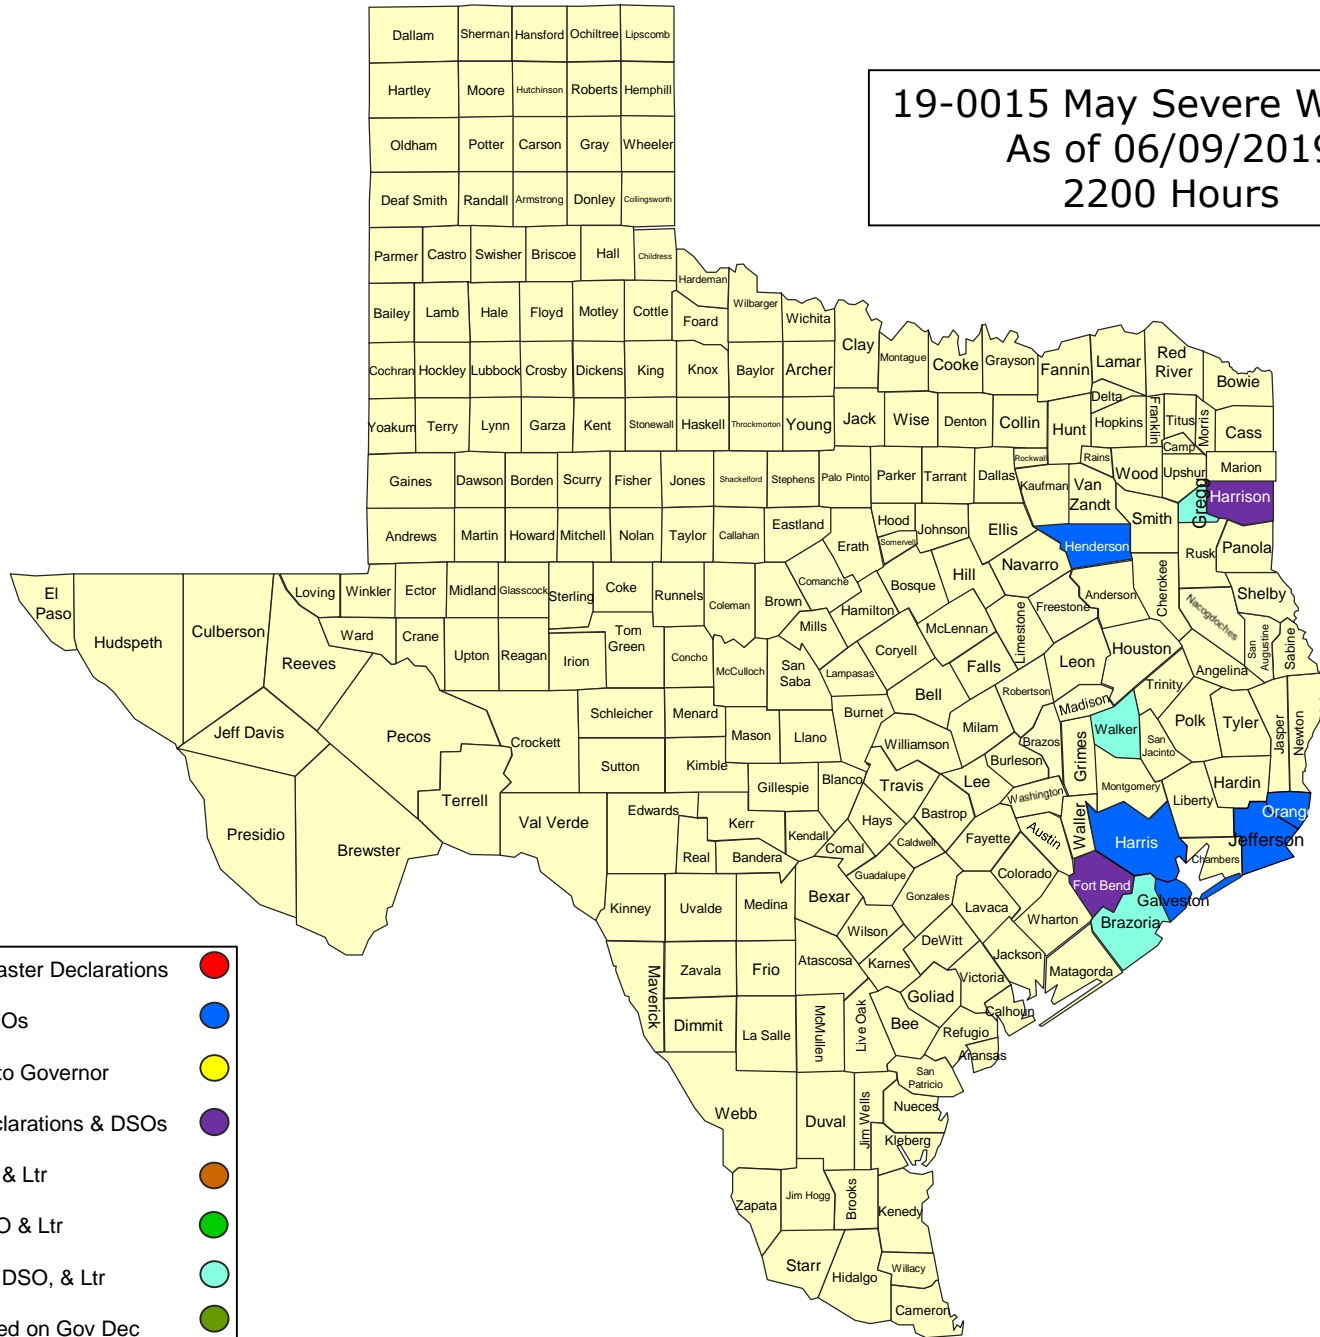 Dallam Sherman Hansford Ochiltree Lipscomb
Hartley Moore Hutchinson Roberts Hemphill
19-0015 May Severe W
As of 06/09/2019
2200 Hours
Oldham Potter Carson Gray Wheeler
Deaf Smith Randall Armstrong Donley Collingsworth
Parmer Castro Swisher Briscoe Hall Childress
Hardeman
Bailey Lamb Hale Floyd Motley Cottle Foard Wilbarger Wichita
Clay Montague Cooke Grayson Fannin Lamar Red River Bowie
Cochran Hockley Lubbock Crosby Dickens King Knox Baylor Archer
Delta
Yoakum Terry Lynn Garza Kent Stonewall Haskell Throckmorton Young Jack Wise Denton Collin Hunt Hopkins Franklin Titus Morris Cass
Camp
Rockwall Rains
Gaines Dawson Borden Scurry Fisher Jones Shackelford Stephens Palo Pinto Parker Tarrant Dallas Kaufman Van Zandt Wood Upshur Marion
Gregg Harrison
Andrews Martin Howard Mitchell Nolan Taylor Callahan Eastland Erath Hood Somervell Johnson Ellis Henderson Smith Rusk Panola
El Paso Hudspeth Culberson Loving Winkler Ector Midland Glasscock Sterling Coke Runnels Coleman Brown Comanche Hamilton Bosque Hill Navarro Freestone Anderson Cherokee Nacogdoches Shelby
Reeves Ward Crane Upton Reagan Irion Tom Green Concho McCulloch San Saba Mills Lampasas Coryell McLennan Limestone Falls Leon Houston Angelina San Augustine Sabine
Jeff Davis Pecos Crockett Schleicher Menard Mason Llano Burnet Bell Milam Robertson Madison Trinity Walker San Jacinto Polk Tyler Jasper Newton
Sutton Kimble Gillespie Blanco Williamson Travis Lee Burleson Brazos Grimes Montgomery Liberty Hardin Orange
Presidio Brewster Terrell Val Verde Edwards Kerr Real Bandera Kendall Comal Hays Caldwell Bastrop Fayette Washington Austin Waller Harris Chambers Jefferson
Kinney Uvalde Medina Bexar Guadalupe Gonzales Lavaca Colorado Wharton Fort Bend Brazoria Galveston
Maverick Zavala Frio Atascosa Wilson Karnes DeWitt Jackson Matagorda
Dimmit La Salle McMullen Live Oak Bee Goliad Victoria Calhoun Refugio Aransas
San Patricio
Webb Duval Jim Wells Nueces
Kleberg
Zapata Jim Hogg Brooks Kenedy
Starr Hidalgo Willacy
Cameron
aster Declarations
Os
to Governor
clarations & DSOs
& Ltr
O & Ltr
DSO, & Ltr
ed on Gov Dec